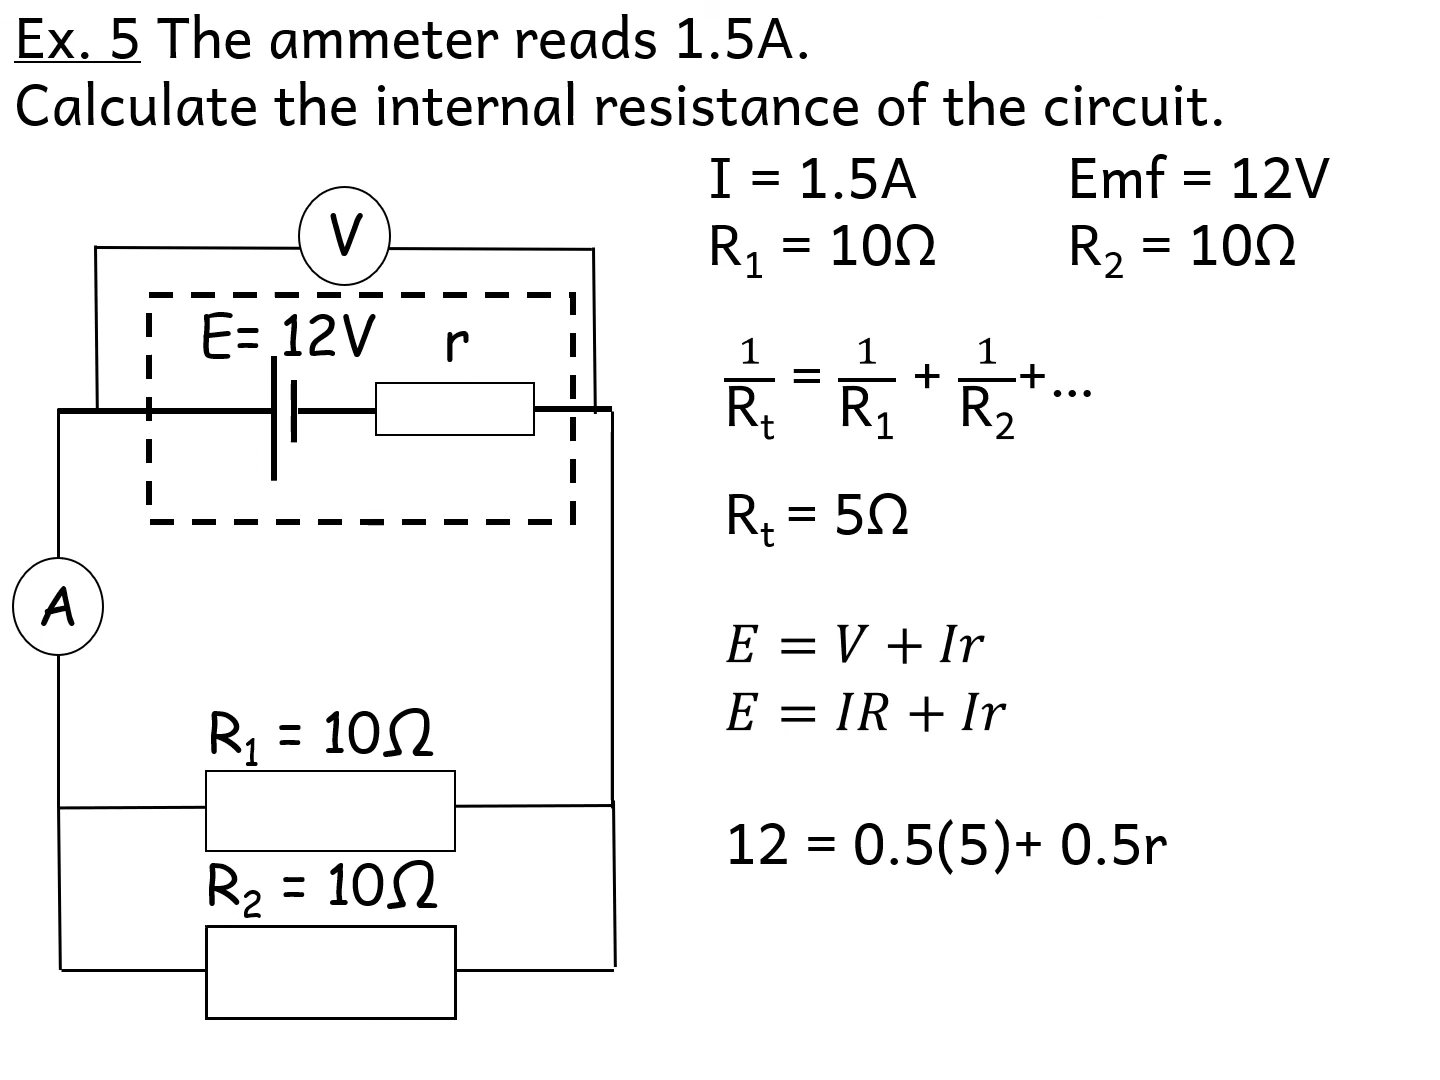 Ex. 5 The ammeter reads 1.5A.
Calculate the internal resistance of the circuit.
I = 1.5A Emf = 12V
R₁ = 10Ω R₂ = 10Ω
V
E= 12V r
1/Rₜ = 1/R₁ + 1/R₂ +...
Rₜ = 5Ω
A
E = V + Ir
E = IR + Ir
R₁ = 10Ω
12 = 0.5(5)+ 0.5r
R₂ = 10Ω